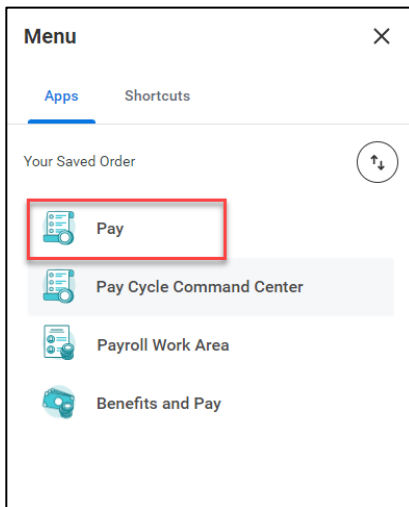 Menu
Apps Shortcuts
Your Saved Order
Pay
Pay Cycle Command Center
Payroll Work Area
Benefits and Pay